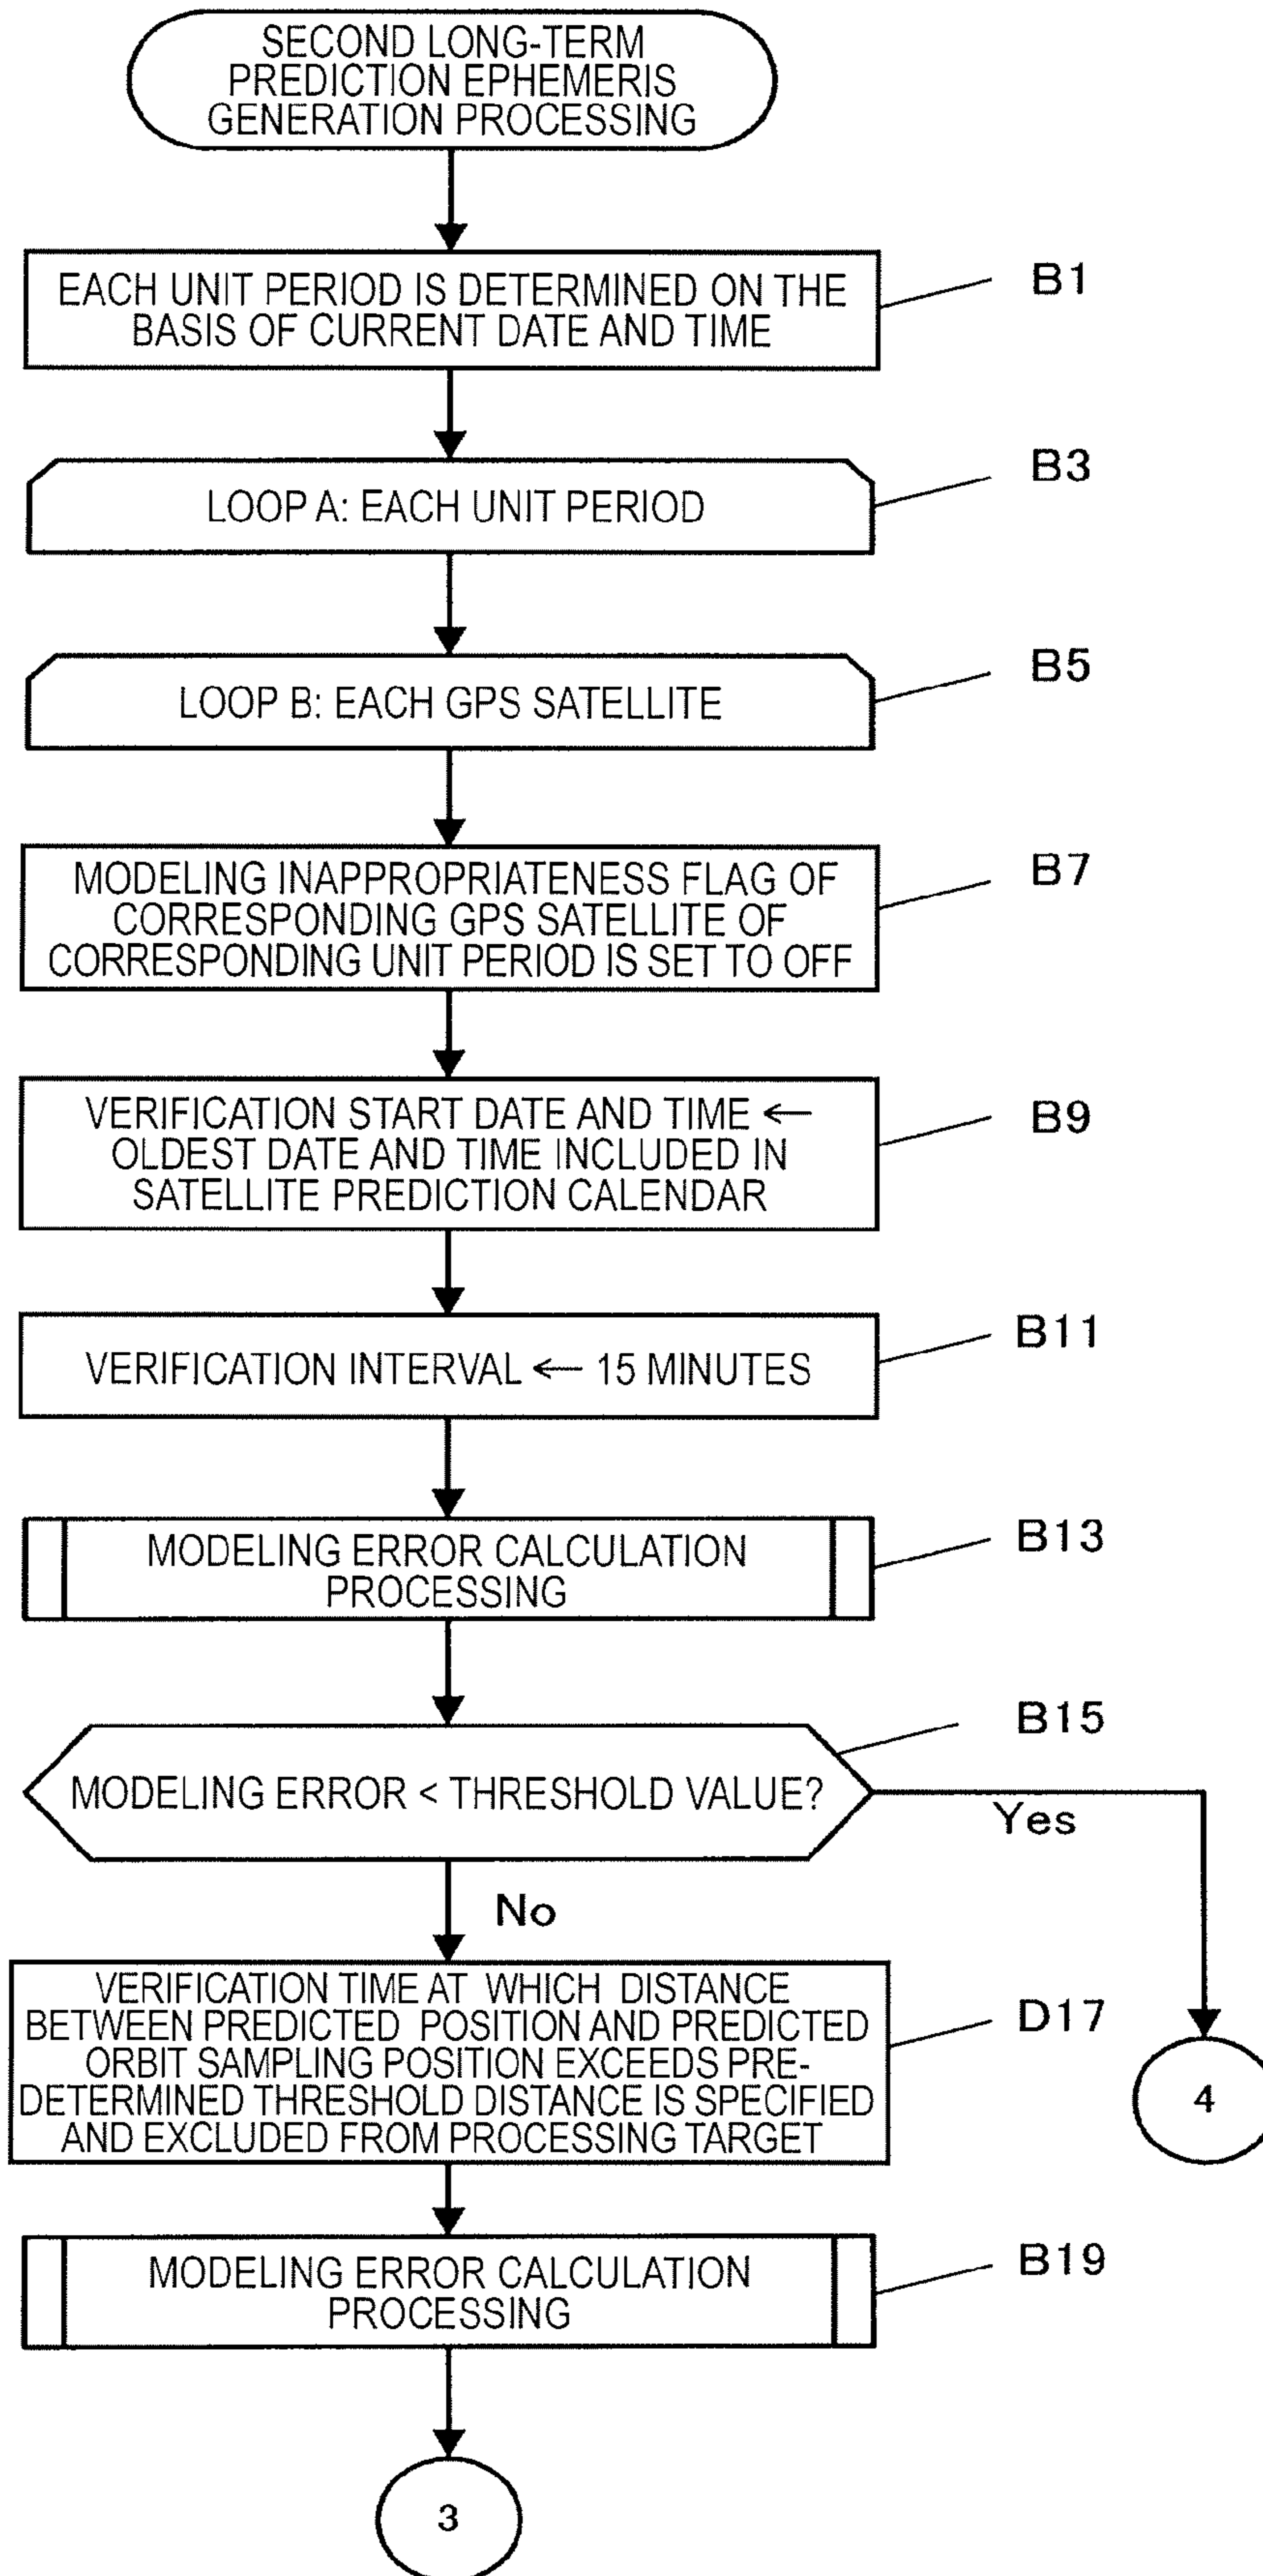 SECOND LONG-TERM
PREDICTION EPHEMERIS
GENERATION PROCESSING
EACH UNIT PERIOD IS DETERMINED ON THE
BASIS OF CURRENT DATE AND TIME
B1
LOOP A: EACH UNIT PERIOD
B3
LOOP B: EACH GPS SATELLITE
B5
MODELING INAPPROPRIATENESS FLAG OF
CORRESPONDING GPS SATELLITE OF
CORRESPONDING UNIT PERIOD IS SET TO OFF
B7
VERIFICATION START DATE AND TIME ←
OLDEST DATE AND TIME INCLUDED IN
SATELLITE PREDICTION CALENDAR
B9
VERIFICATION INTERVAL ← 15 MINUTES
B11
MODELING ERROR CALCULATION
PROCESSING
B13
MODELING ERROR < THRESHOLD VALUE?
B15
Yes
No
VERIFICATION TIME AT WHICH DISTANCE
BETWEEN PREDICTED POSITION AND PREDICTED
ORBIT SAMPLING POSITION EXCEEDS PRE-
DETERMINED THRESHOLD DISTANCE IS SPECIFIED
AND EXCLUDED FROM PROCESSING TARGET
D17
4
MODELING ERROR CALCULATION
PROCESSING
B19
3